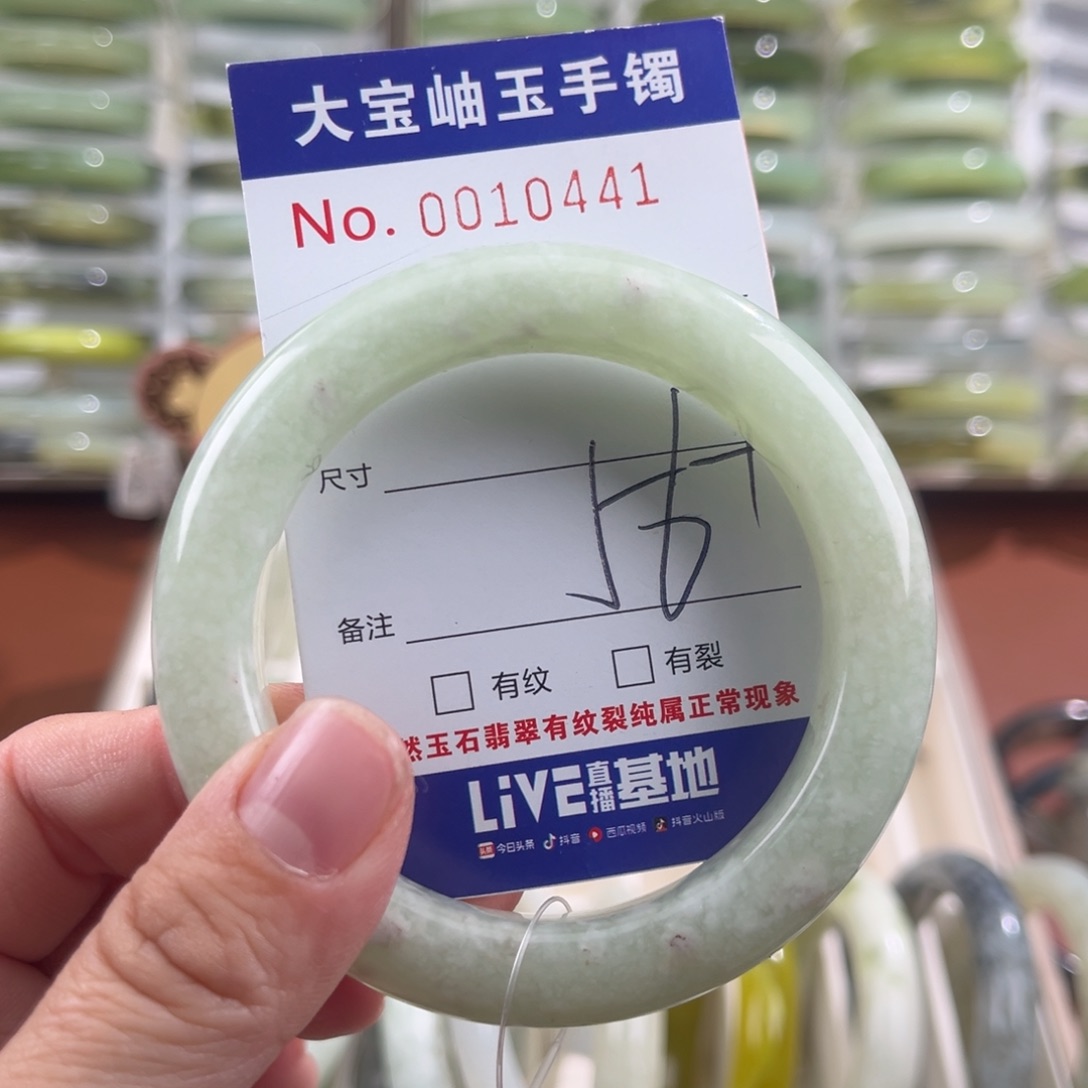 大宝岫玉手镯
No. 0010441
尺寸
备注
有纹 有裂
然玉石翡翠有纹裂纯属正常现象
LiVE直播基地
头条 今日头条 抖音 西瓜视频 抖音火山版